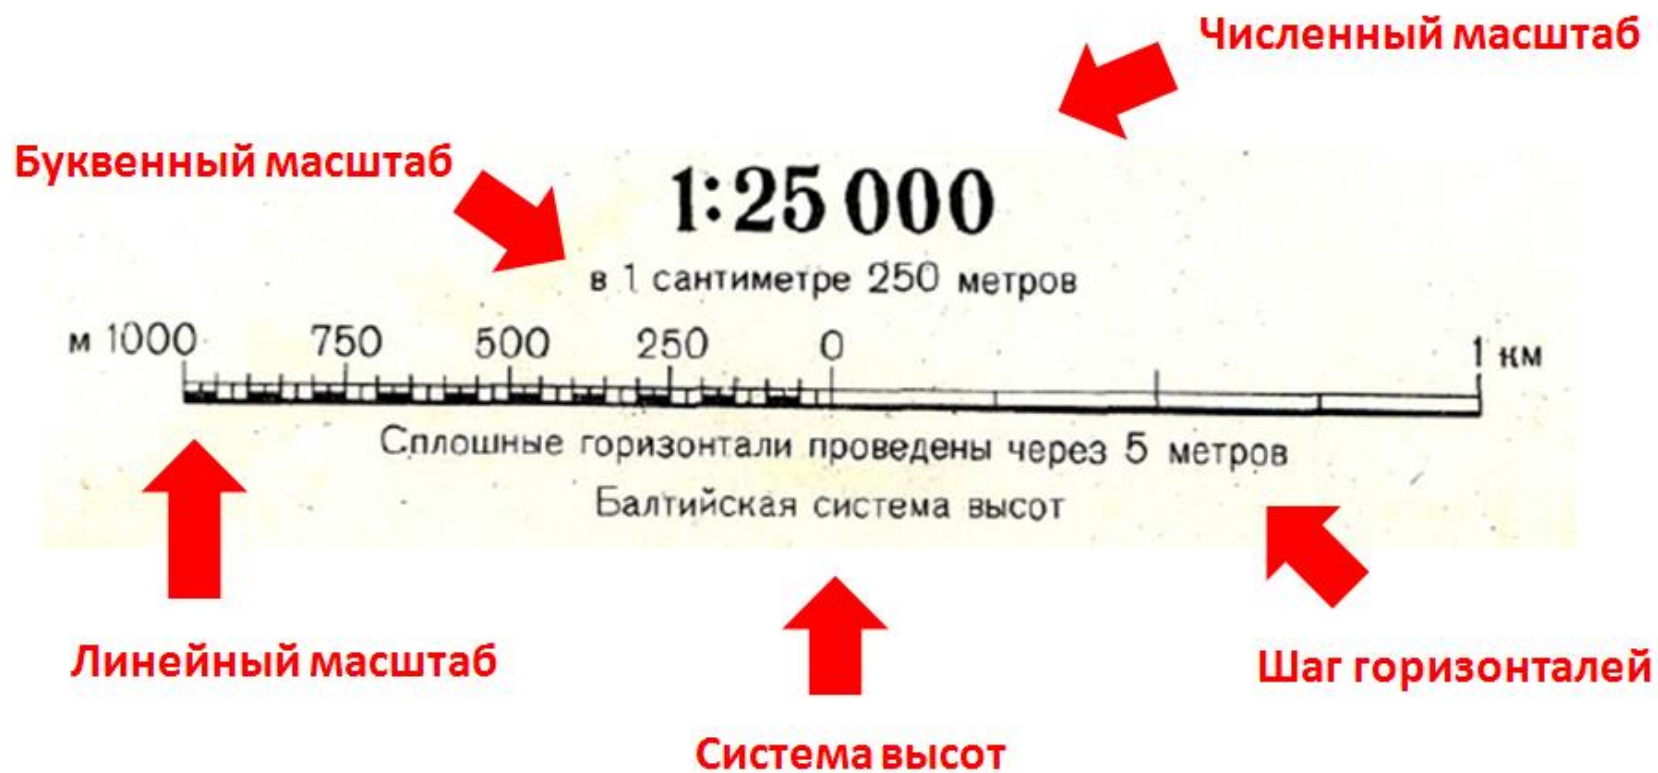 Численный масштаб
Буквенный масштаб
1:25 000
в 1 сантиметре 250 метров
м 1000 750 500 250 0 1 км
Сплошные горизонтали проведены через 5 метров
Балтийская система высот
Линейный масштаб
Шаг горизонталей
Система высот